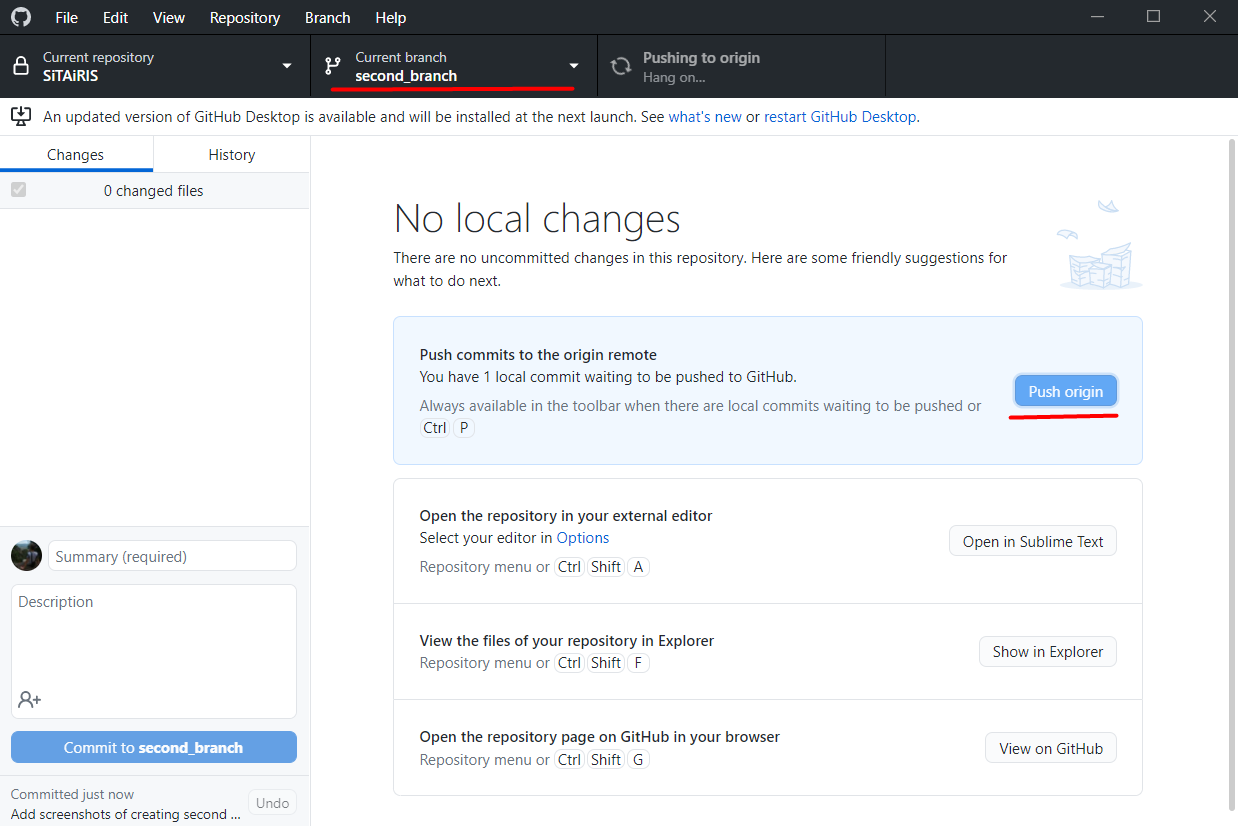 File Edit View Repository Branch Help
Current repository
SiTAiRIS
Current branch
second_branch
Pushing to origin
Hang on...
An updated version of GitHub Desktop is available and will be installed at the next launch. See what's new or restart GitHub Desktop.
Changes
History
0 changed files
No local changes
There are no uncommitted changes in this repository. Here are some friendly suggestions for
what to do next.
Push commits to the origin remote
You have 1 local commit waiting to be pushed to GitHub.
Always available in the toolbar when there are local commits waiting to be pushed or
Ctrl P
Push origin
Open the repository in your external editor
Select your editor in Options
Repository menu or Ctrl Shift A
Open in Sublime Text
View the files of your repository in Explorer
Repository menu or Ctrl Shift F
Show in Explorer
Open the repository page on GitHub in your browser
Repository menu or Ctrl Shift G
View on GitHub
Summary (required)
Description
Commit to second_branch
Committed just now
Add screenshots of creating second ...
Undo